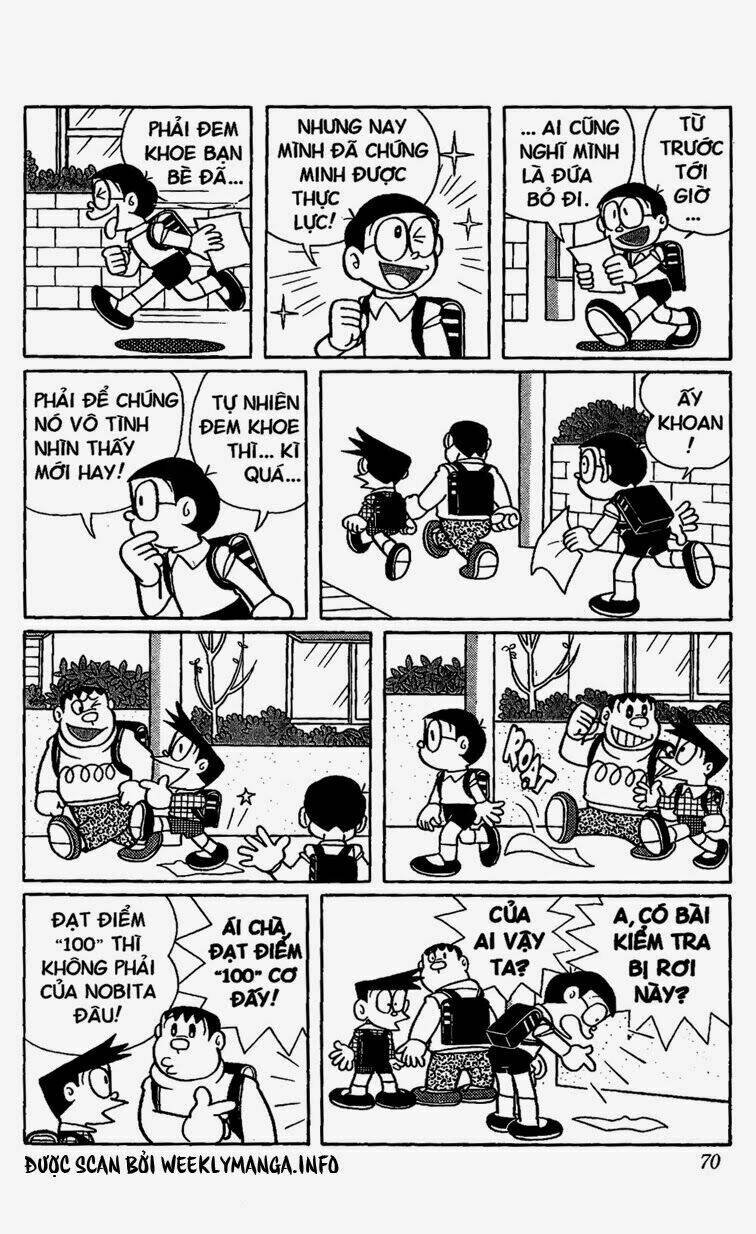 TỪ
TRƯỚC
TỚI
GIỜ
...
... AI CŨNG
NGHĨ MÌNH
LÀ ĐỨA
BỎ ĐI.
NHƯNG NAY
MÌNH ĐÃ CHỨNG
MINH ĐƯỢC
THỰC
LỰC!
PHẢI ĐEM
KHOE BẠN
BÈ ĐÃ...
ẤY
KHOAN
!
TỰ NHIÊN
ĐEM KHOE
THÌ... KÌ
QUÁ...
PHẢI ĐỂ CHÚNG
NÓ VÔ TÌNH
NHÌN THẤY
MỚI HAY!
ROẠT
A, CÓ BÀI
KIỂM TRA
BỊ RƠI
NÀY?
CỦA
AI VẬY
TA?
ÁI CHÀ,
ĐẠT ĐIỂM
“100” CƠ
ĐẤY!
ĐẠT ĐIỂM
“100” THÌ
KHÔNG PHẢI
CỦA NOBITA
ĐÂU!
ĐƯỢC SCAN BỞI WEEKLYMANGA.INFO
70